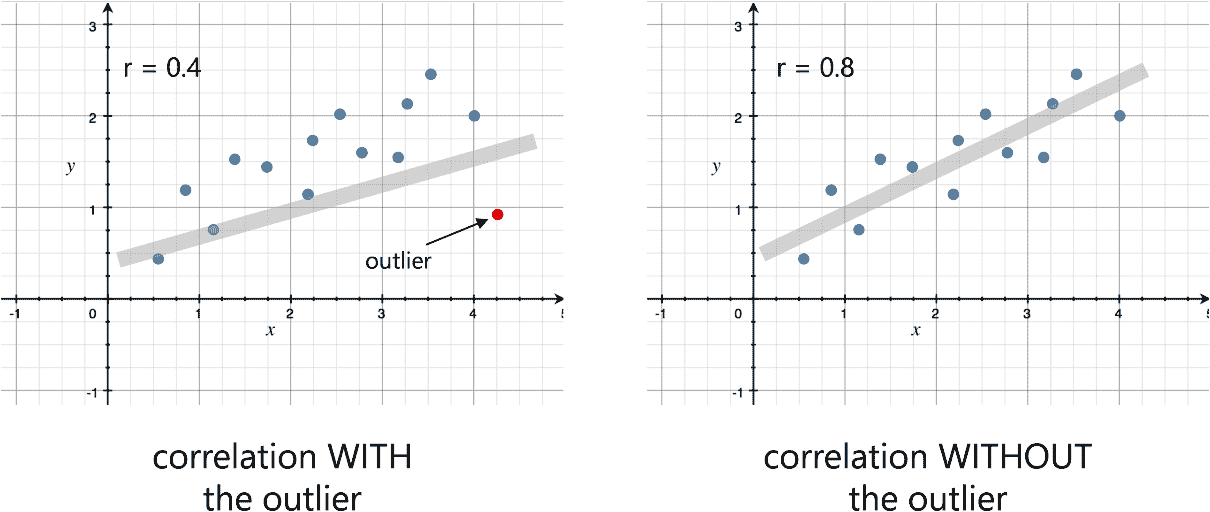 3
r = 0.4
2
y
1
outlier
-1
0
1
2
3
4
5
x
-1
correlation WITH
the outlier
3
r = 0.8
2
y
1
-1
0
1
2
3
4
5
x
-1
correlation WITHOUT
the outlier